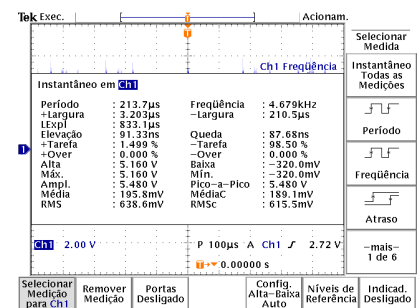 Tek Exec. Acionam.
T
T
Selecionar
Medida
Ch1 Freqüência
Instantâneo
Todas as
Medições
Instantâneo em Ch1
Período : 213.7µs Freqüência : 4.679kHz
+Largura : 3.203µs −Largura : 210.5µs
LExpl : 833.1µs
Elevação : 91.33ns Queda : 87.68ns
+Tarefa : 1.499 % −Tarefa : 98.50 %
+Over : 0.000 % −Over : 0.000 %
Alta : 5.160 V Baixa : −320.0mV
Máx. : 5.160 V Mín. : −320.0mV
Ampl. : 5.480 V Pico−a−Pico : 5.480 V
Média : 195.8mV MédiaC : 189.1mV
RMS : 638.6mV RMSc : 615.5mV
Período
1
Freqüência
Atraso
−mais−
1 de 6
Ch1 2.00 V P 100µs A Ch1 2.72 V
T 0.00000 s
Selecionar
Medição
para Ch1
Remover
Medição
Portas
Desligado
Config.
Alta−Baixa
Auto
Níveis de
Referência
Indicad.
Desligado